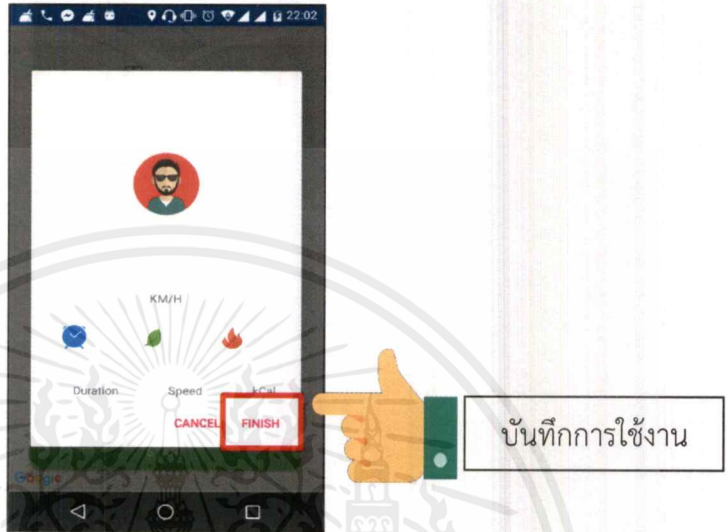 22:02
KM/H
Duration Speed kCal
CANCEL FINISH
Google
บันทึกการใช้งาน